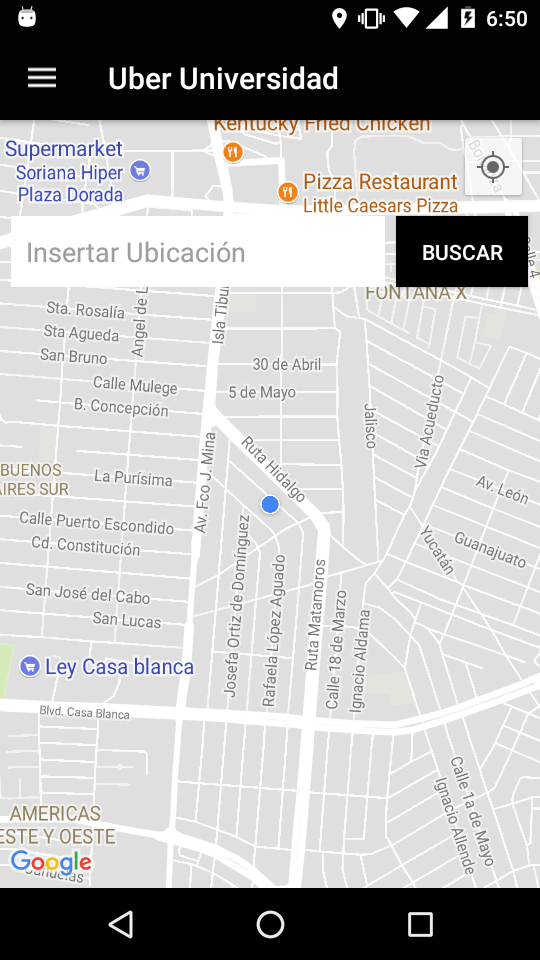 6:50
Uber Universidad
Kentucky Fried Chicken
Supermarket
Soriana Hiper
Plaza Dorada
Pizza Restaurant
Little Caesars Pizza
Insertar Ubicación
BUSCAR
Calle 4
FONTANA X
Angel de L
Isla Tibu
Sta. Rosalía
Sta Agueda
San Bruno
30 de Abril
Calle Mulege
5 de Mayo
B. Concepción
Jalisco
Vía Acueducto
Av. Fco J. Mina
Ruta Hidalgo
BUENOS
AIRES SUR
La Purísima
Av. León
Calle Puerto Escondido
Cd. Constitución
Yucatán
Guanajuato
Josefa Ortiz de Domínguez
Rafaela López Aguado
Ruta Matamoros
Calle 18 de Marzo
Ignacio Aldama
San José del Cabo
San Lucas
Ley Casa blanca
Blvd. Casa Blanca
Calle 1a de Mayo
Ignacio Allende
AMERICAS
ESTE Y OESTE
Google